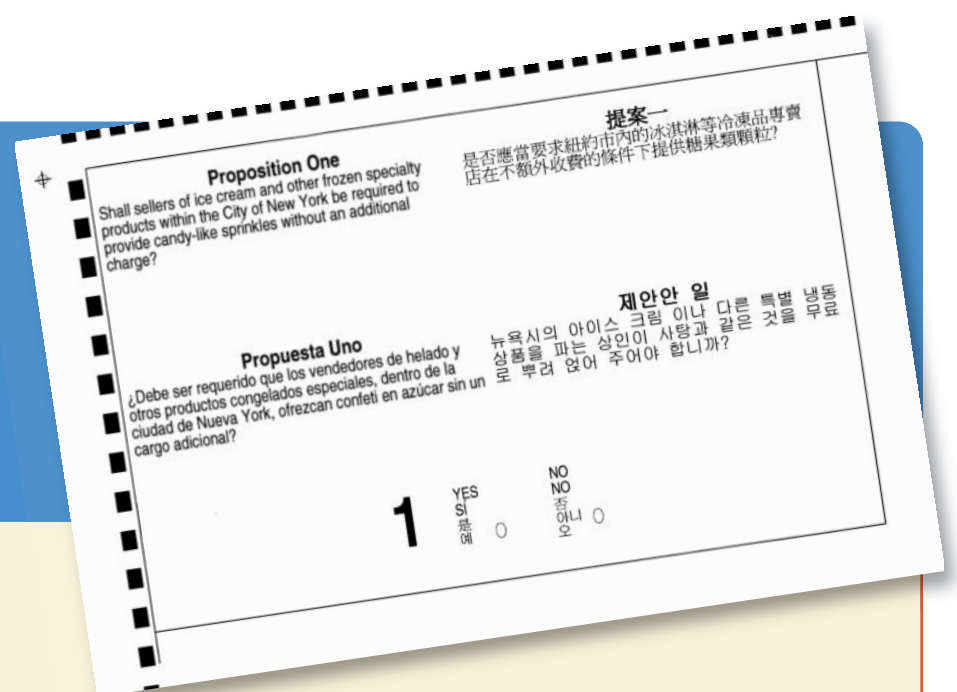 Proposition One
Shall sellers of ice cream and other frozen specialty
products within the City of New York be required to
provide candy-like sprinkles without an additional
charge?
提案一
是否應當要求紐約市內的冰淇淋等冷凍品專賣
店在不額外收費的條件下提供糖果類顆粒?
Propuesta Uno
¿Debe ser requerido que los vendedores de helado y
otros productos congelados especiales, dentro de la
ciudad de Nueva York, ofrezcan confeti en azúcar sin un
cargo adicional?
제안안 일
뉴욕시의 아이스 크림 이나 다른 특별 냉동
상품을 파는 상인이 사탕과 같은 것을 무료
로 뿌려 얹어 주어야 합니까?
1
YES
SÍ
是
예
NO
NO
否
아니
오